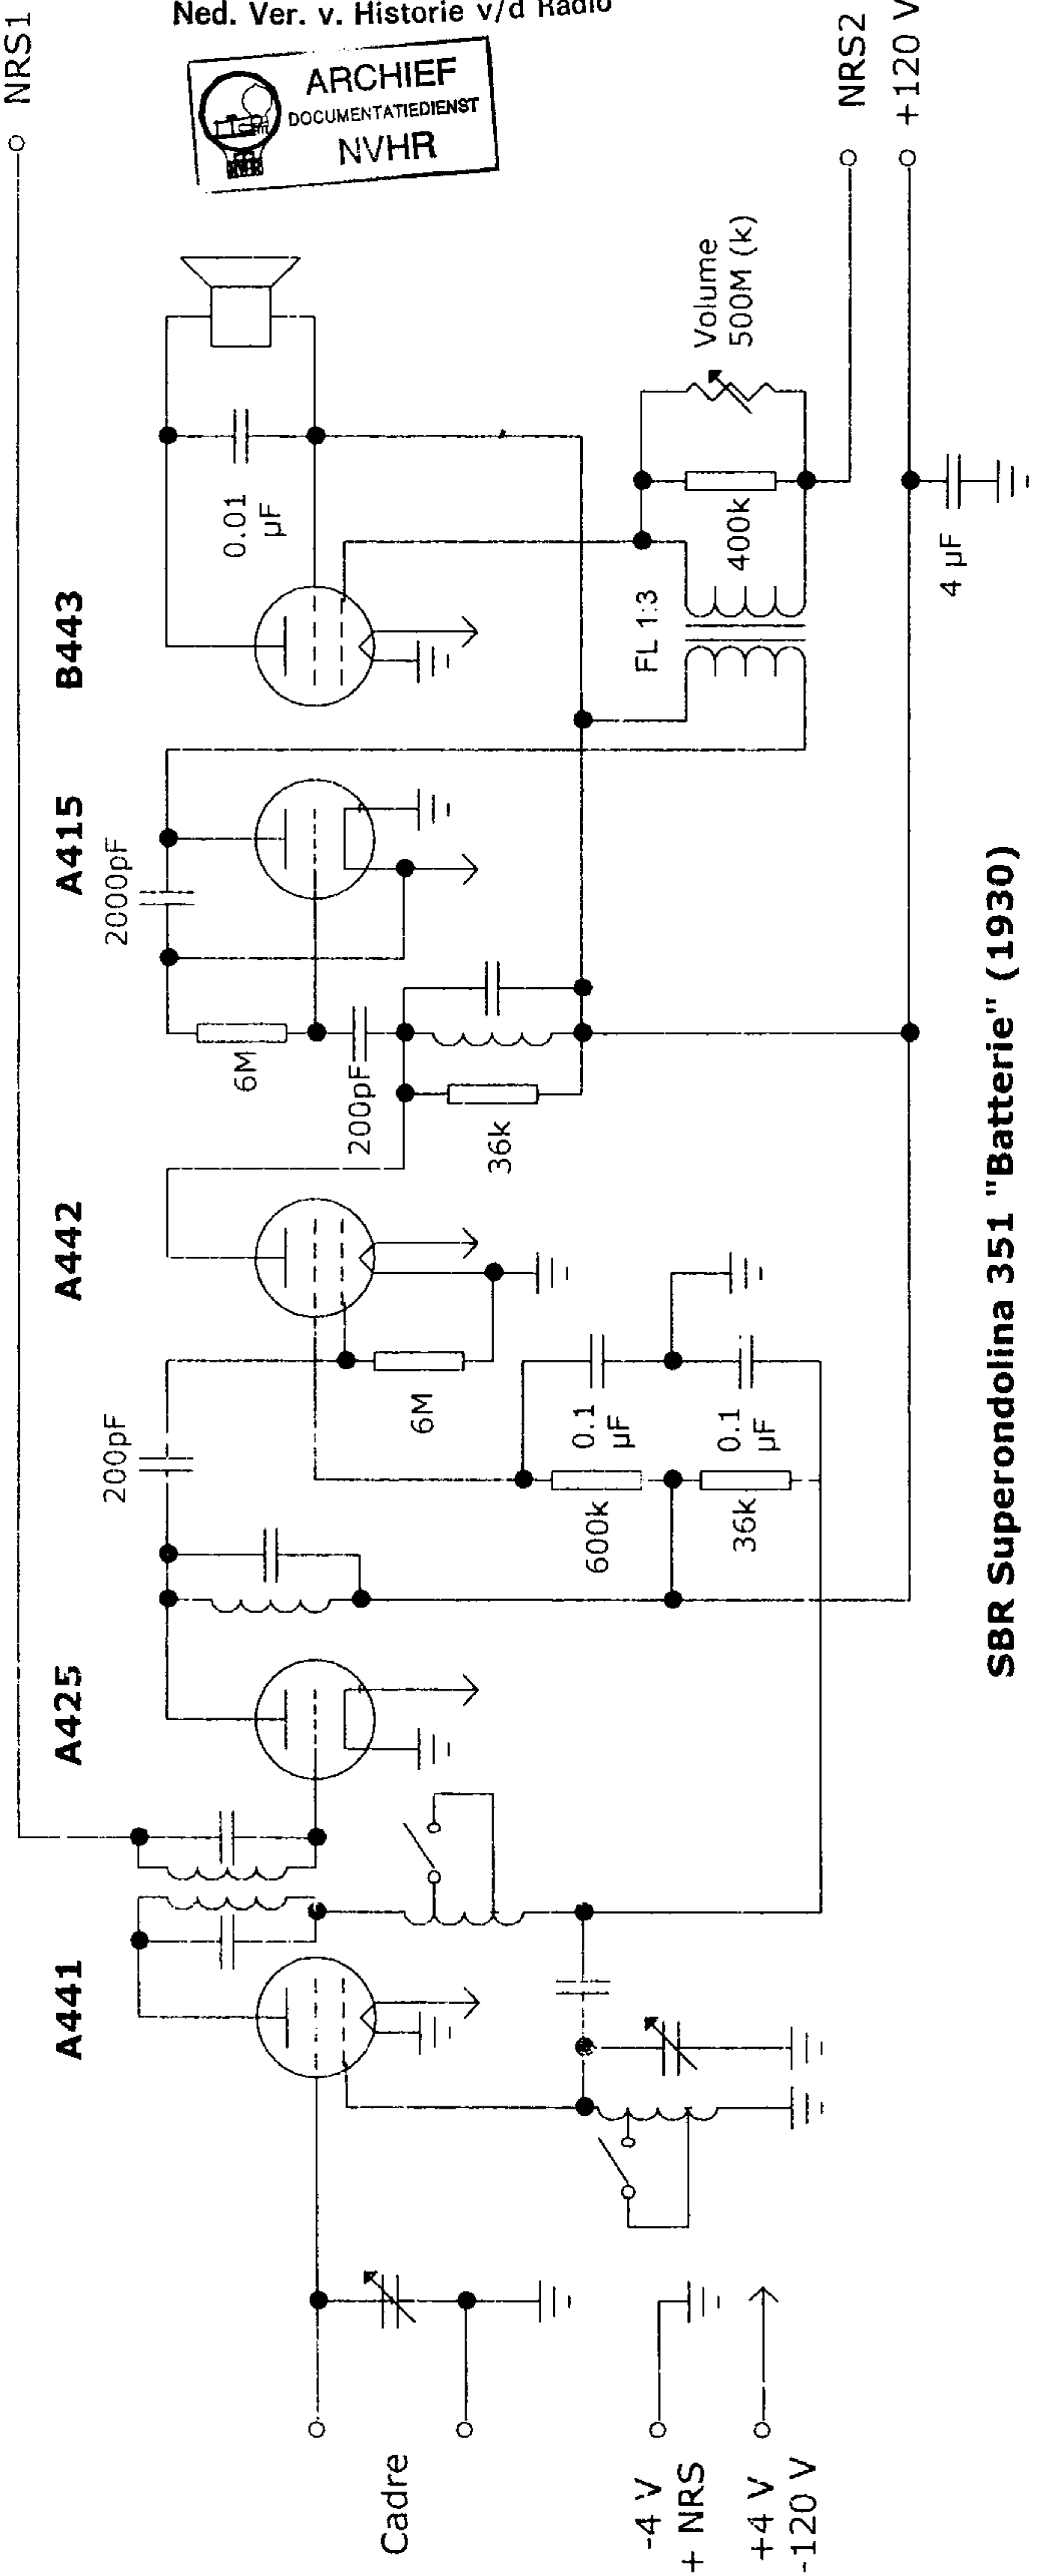 Ned. Ver. v. Historie v/d Radio
ARCHIEF
DOCUMENTATIEDIENST
NVHR
NRS1
A441
A425
A442
A415
B443
200pF
2000pF
6M
6M
200pF
36k
0.01
µF
0.1
µF
0.1
µF
600k
36k
FL 1:3
400k
Volume
500M (k)
NRS2
+120 V
4 µF
Cadre
-4 V
+ NRS
+4 V
-120 V
SBR Superondolina 351 "Batterie" (1930)